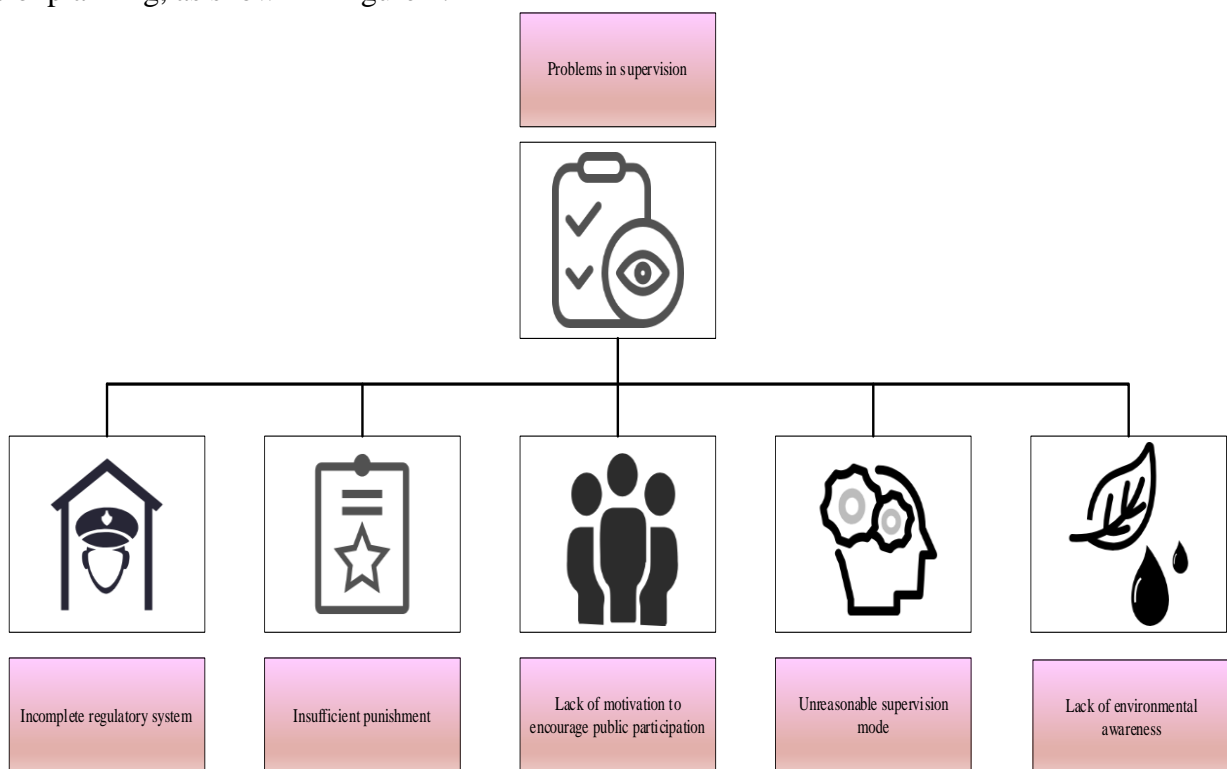 Problems in supervision
Incomplete regulatory system
Insufficient punishment
Lack of motivation to
encourage public participation
Unreasonable supervision
mode
Lack of environmental
awareness